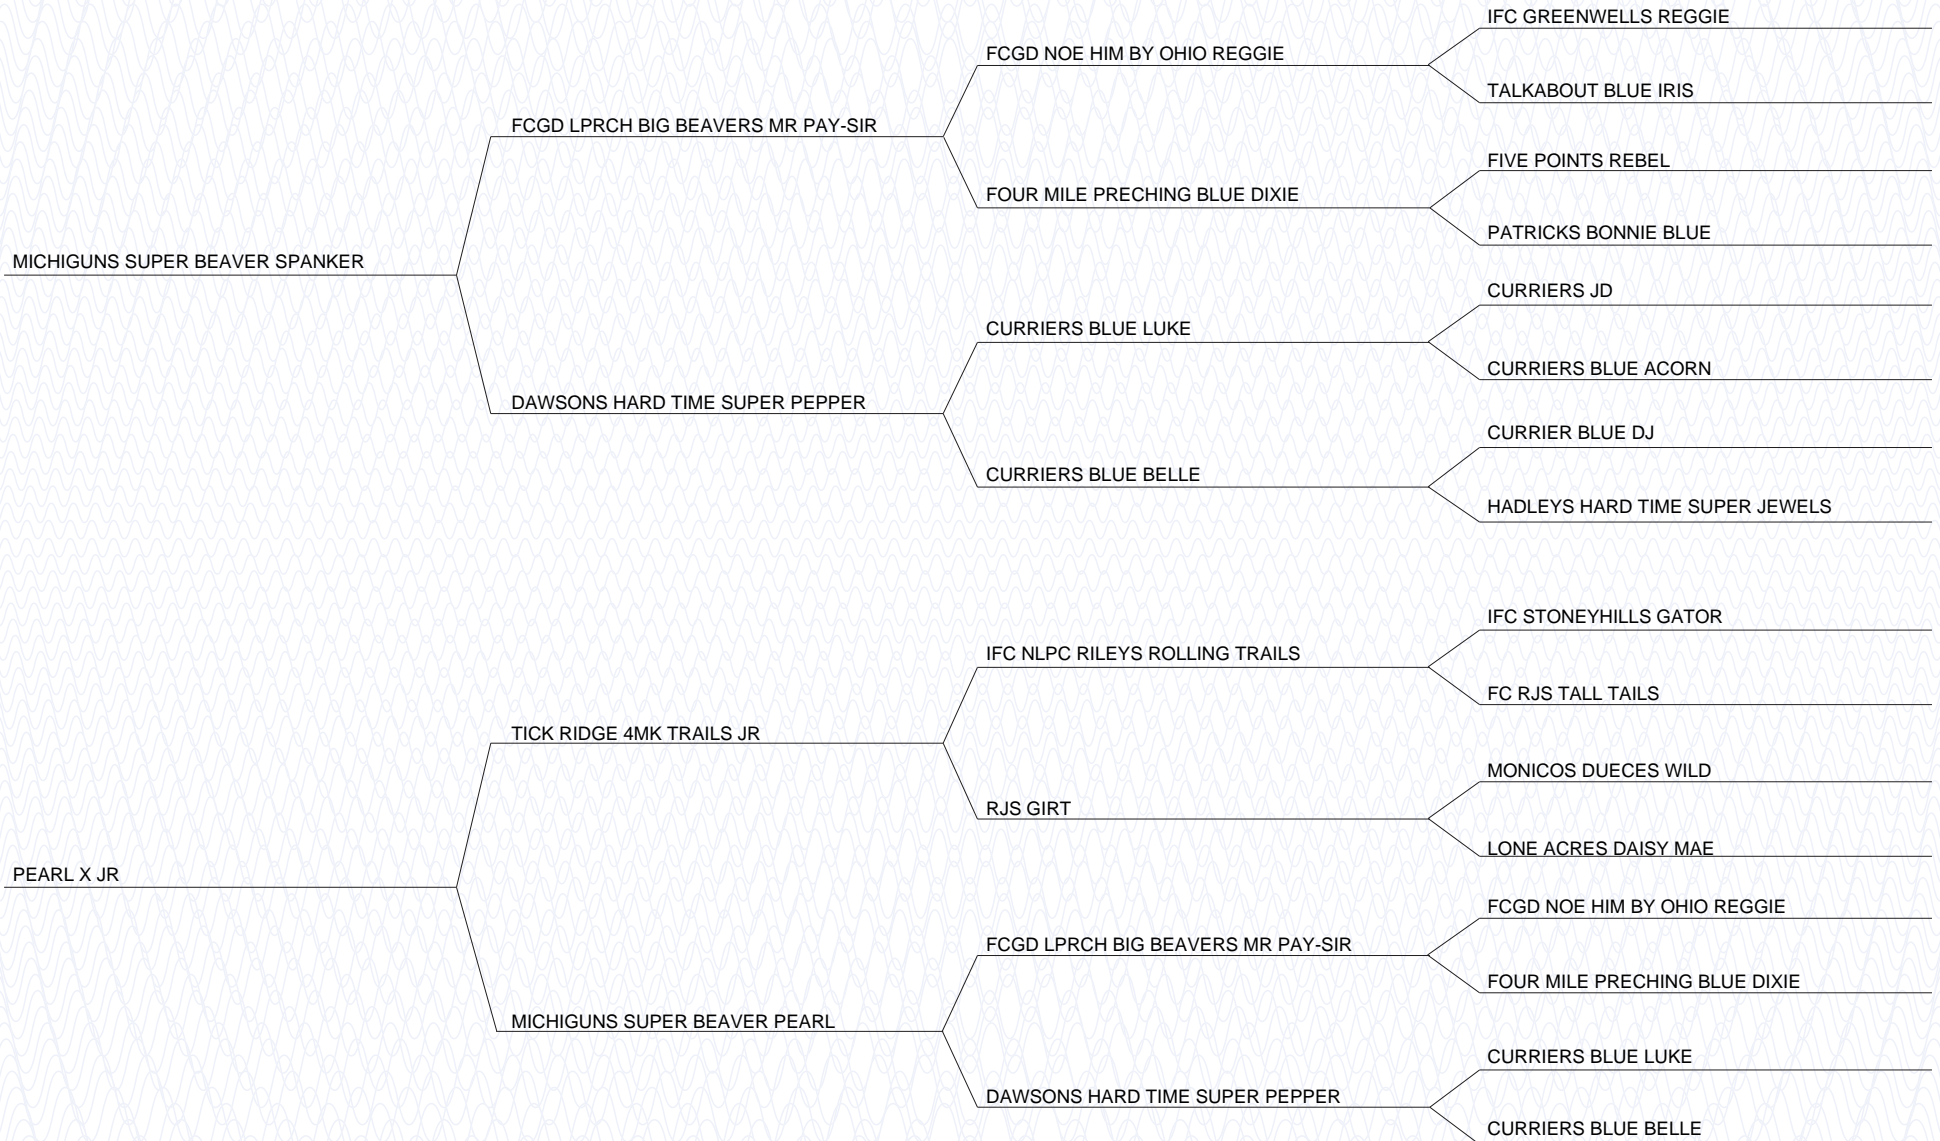 IFC GREENWELLS REGGIE
FCGD NOE HIM BY OHIO REGGIE
TALKABOUT BLUE IRIS
FCGD LPRCH BIG BEAVERS MR PAY-SIR
FIVE POINTS REBEL
FOUR MILE PRECHING BLUE DIXIE
PATRICKS BONNIE BLUE
MICHIGUNS SUPER BEAVER SPANKER
CURRIERS JD
CURRIERS BLUE LUKE
CURRIERS BLUE ACORN
DAWSONS HARD TIME SUPER PEPPER
CURRIER BLUE DJ
CURRIERS BLUE BELLE
HADLEYS HARD TIME SUPER JEWELS
IFC STONEYHILLS GATOR
IFC NLPC RILEYS ROLLING TRAILS
FC RJS TALL TAILS
TICK RIDGE 4MK TRAILS JR
MONICOS DUECES WILD
RJS GIRT
LONE ACRES DAISY MAE
PEARL X JR
FCGD NOE HIM BY OHIO REGGIE
FCGD LPRCH BIG BEAVERS MR PAY-SIR
FOUR MILE PRECHING BLUE DIXIE
MICHIGUNS SUPER BEAVER PEARL
CURRIERS BLUE LUKE
DAWSONS HARD TIME SUPER PEPPER
CURRIERS BLUE BELLE